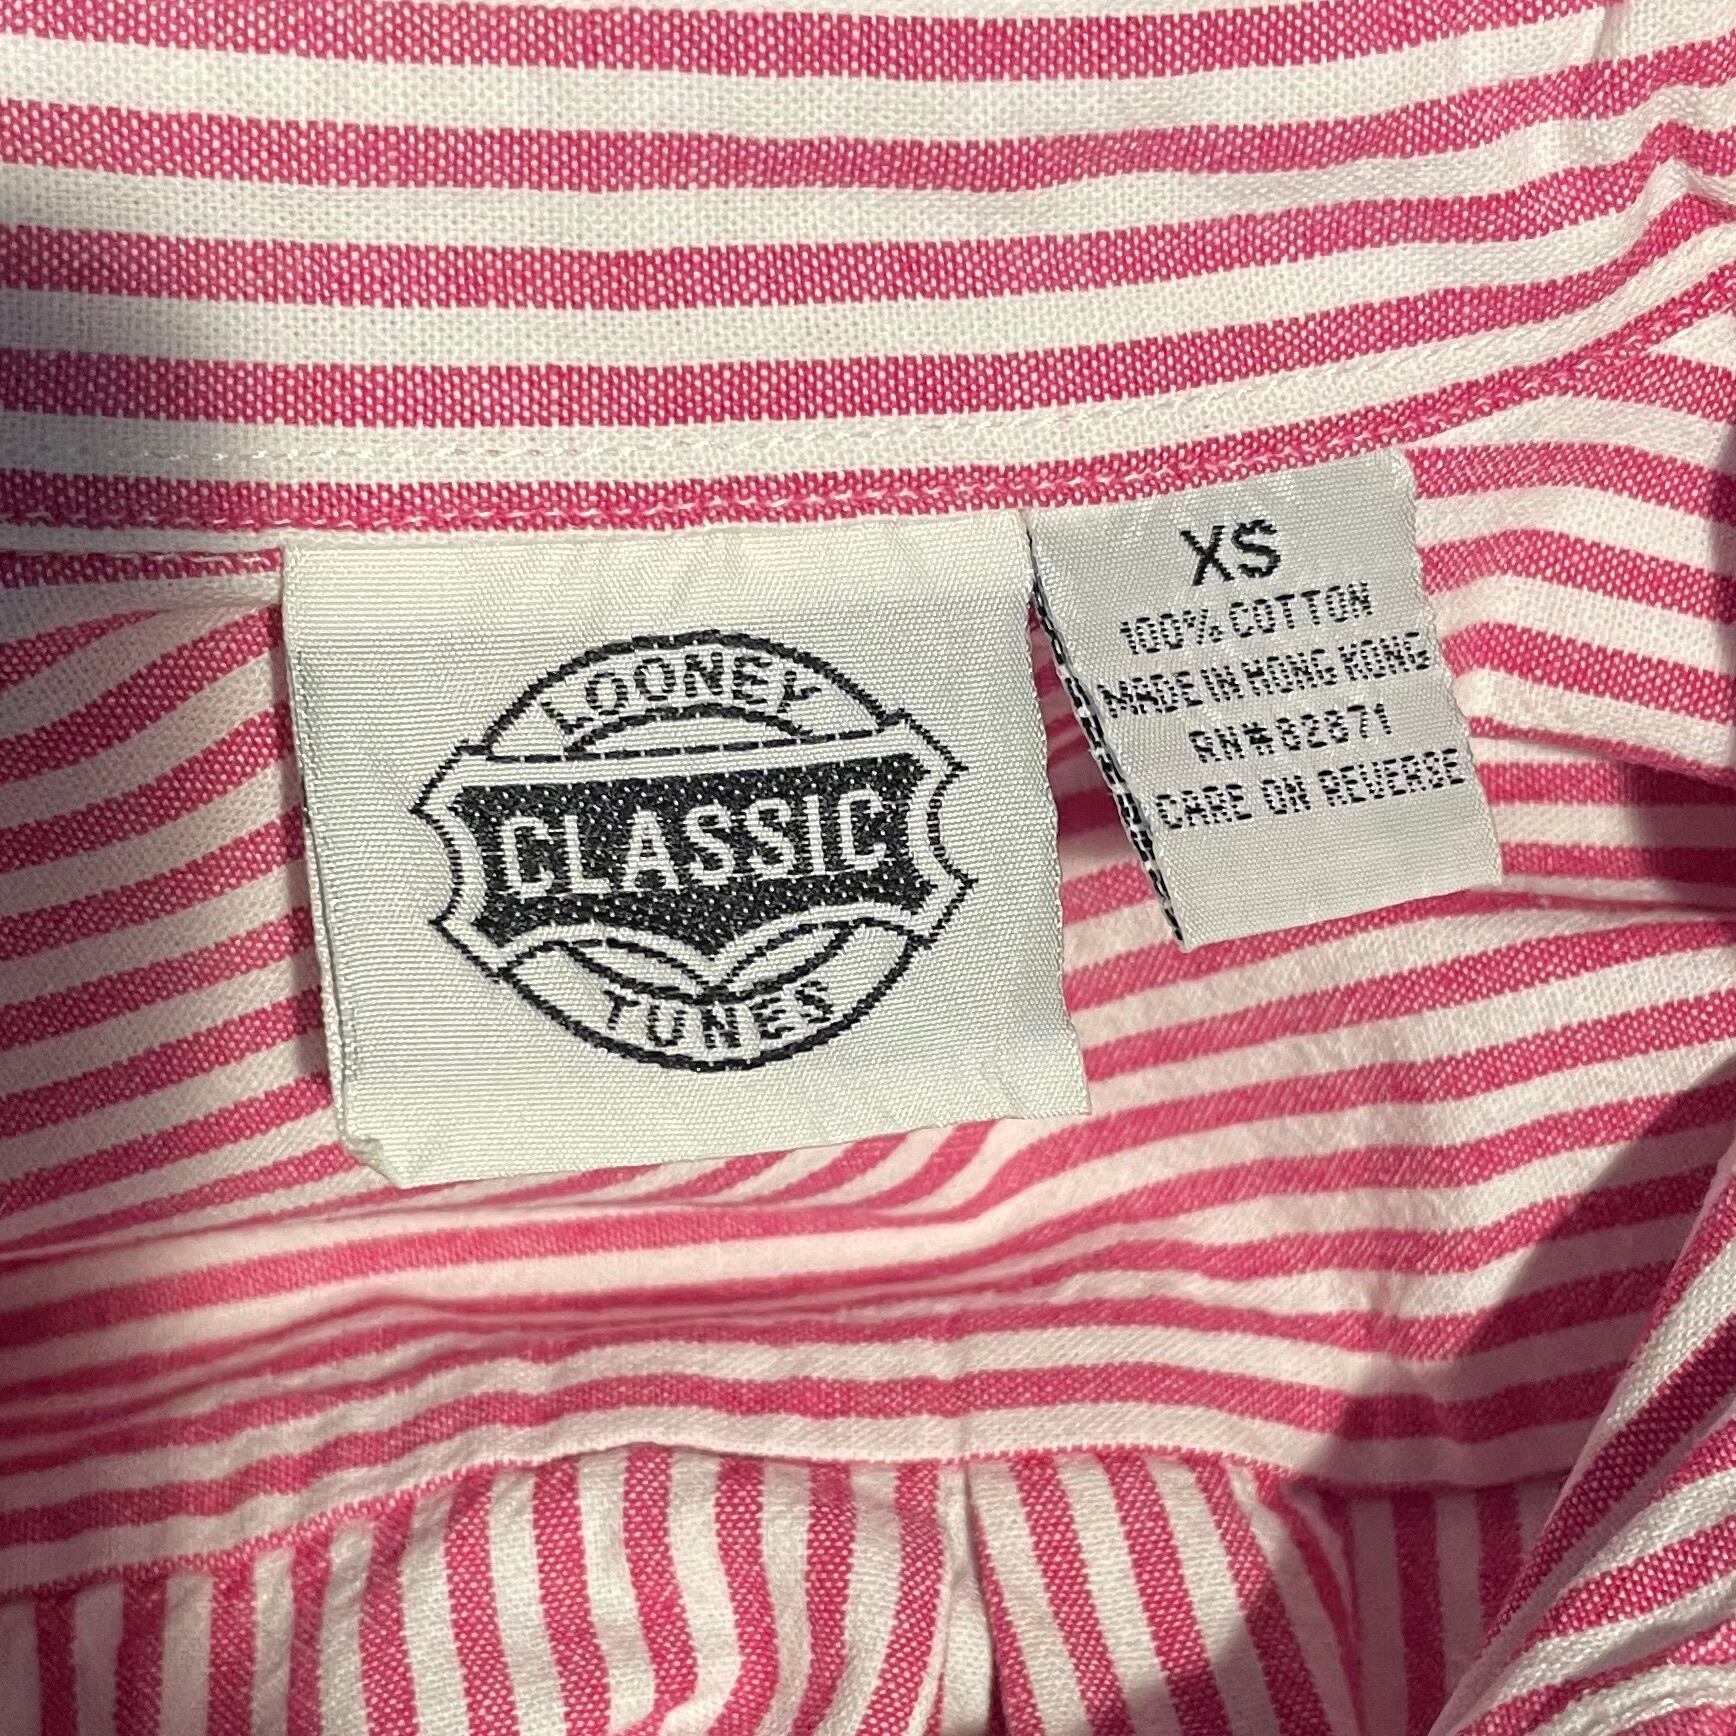 LOONEY
CLASSIC
TUNES
XS
100% COTTON
MADE IN HONG KONG
RN#82871
CARE ON REVERSE